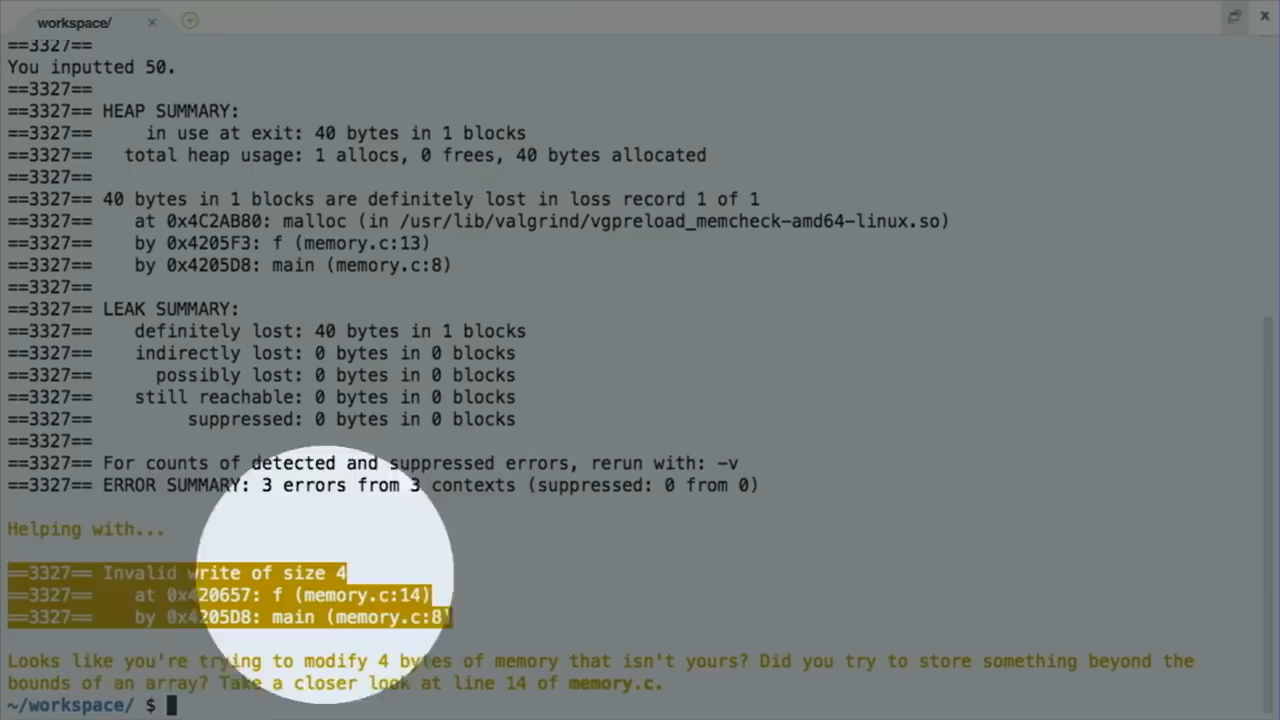 workspace/
==3327==
You inputted 50.
==3327==
==3327== HEAP SUMMARY:
==3327==     in use at exit: 40 bytes in 1 blocks
==3327==   total heap usage: 1 allocs, 0 frees, 40 bytes allocated
==3327==
==3327== 40 bytes in 1 blocks are definitely lost in loss record 1 of 1
==3327==    at 0x4C2AB80: malloc (in /usr/lib/valgrind/vgpreload_memcheck-amd64-linux.so)
==3327==    by 0x4205F3: f (memory.c:13)
==3327==    by 0x4205D8: main (memory.c:8)
==3327==
==3327== LEAK SUMMARY:
==3327==    definitely lost: 40 bytes in 1 blocks
==3327==    indirectly lost: 0 bytes in 0 blocks
==3327==      possibly lost: 0 bytes in 0 blocks
==3327==    still reachable: 0 bytes in 0 blocks
==3327==         suppressed: 0 bytes in 0 blocks
==3327==
==3327== For counts of detected and suppressed errors, rerun with: -v
==3327== ERROR SUMMARY: 3 errors from 3 contexts (suppressed: 0 from 0)
Helping with...
==3327== Invalid write of size 4
==3327==    at 0x420657: f (memory.c:14)
==3327==    by 0x4205D8: main (memory.c:8)
Looks like you're trying to modify 4 bytes of memory that isn't yours? Did you try to store something beyond the
bounds of an array? Take a closer look at line 14 of memory.c.
~/workspace/ $